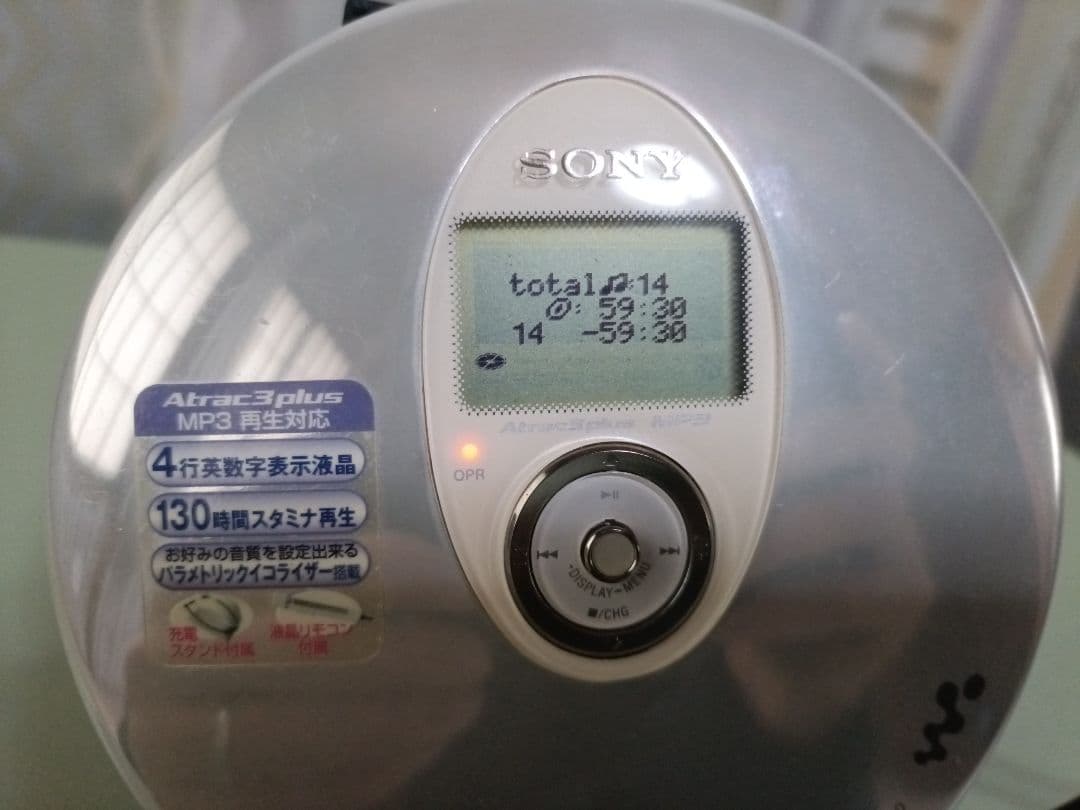 SONY
total♫:14
: 59:30
14 -59:30
Atrac3plus MP3
OPR
DISPLAY-MENU
■/CHG
Atrac3plus
MP3 再生対応
4行英数字表示液晶
130時間スタミナ再生
お好みの音質を設定出来る
パラメトリックイコライザー搭載
充電
スタンド付属
液晶リモコン
付属